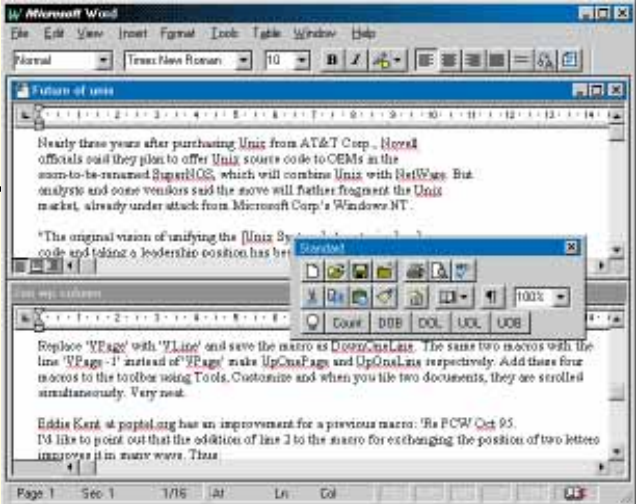 Microsoft Word
File Edit View Insert Format Tools Table Window Help
Normal Times New Roman 10 B I
Future of unix
Nearly three years after purchasing Unix from AT&T Corp., Novell
officials said they plan to offer Unix source code to OEMs in the
soon-to-be-renamed SuperNOS, which will combine Unix with NetWare. But
analysts and some vendors said the move will further fragment the Unix
market, already under attack from Microsoft Corp.'s Windows NT.
"The original vision of unifying the [Unix
code and taking a leadership position has
Standard
100%
Count DOB DOL UOL UOB
column
Replace 'VPage' with 'VLine' and save the macro as DownOneLine. The same two macros with the
line 'VPage -1' instead of 'VPage' make UpOnePage and UpOneLine respectively. Add these four
macros to the toolbar using Tools, Customize and when you tile two documents, they are scrolled
simultaneously. Very neat.
Eddie Kent at poptel.org has an improvement for a previous macro: 'Re PCW Oct 95.
I'd like to point out that the addition of line 2 to the macro for exchanging the position of two letters
improves it in many ways. Thus
Page 1 Sec 1 1/16 At Ln Col